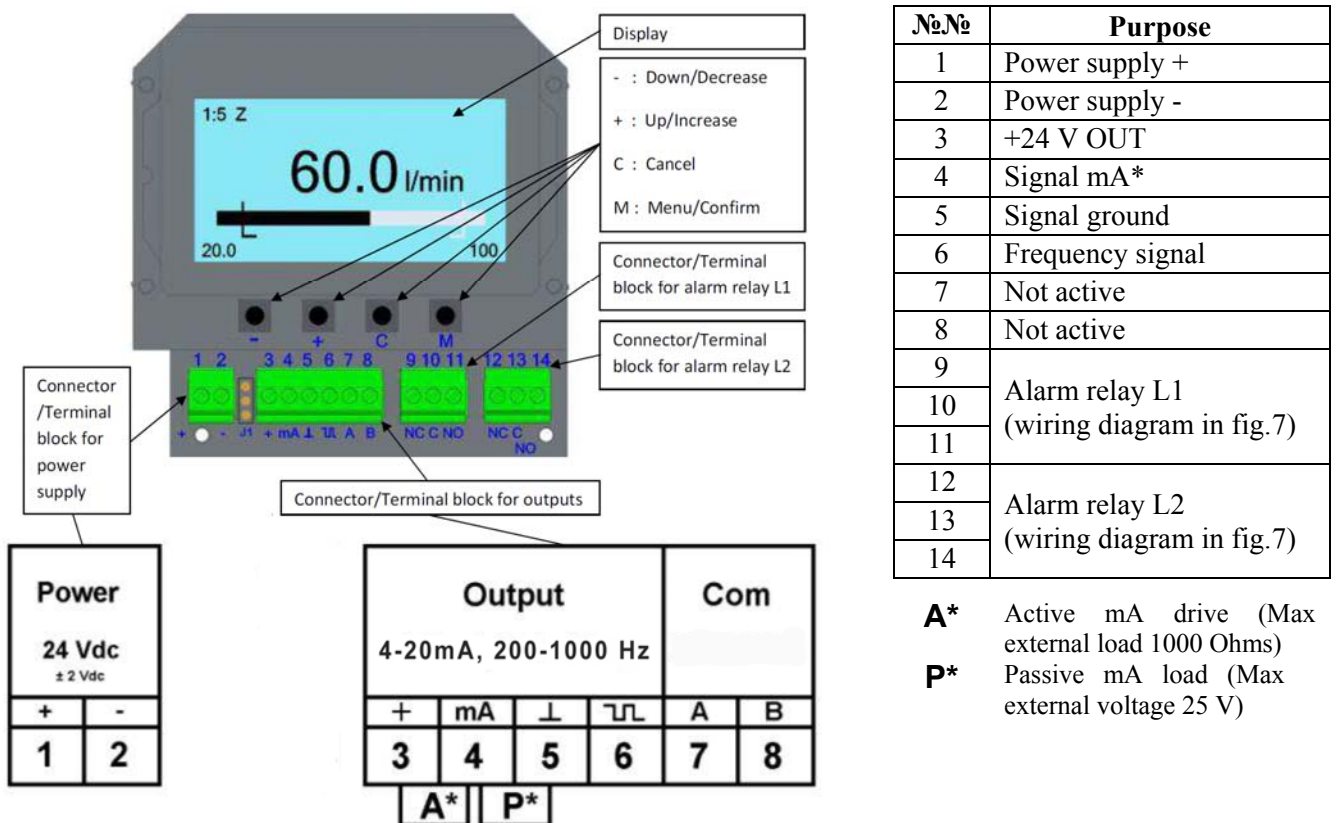 Display
- : Down/Decrease
+ : Up/Increase
C : Cancel
M : Menu/Confirm
1:5 Z
60.0 l/min
20.0 100
Connector/Terminal
block for alarm relay L1
Connector/Terminal
block for alarm relay L2
- + C M
1 2 3 4 5 6 7 8 9 10 11 12 13 14
+ - J1 + mA ⊥ ⎍ A B NC C NO NC C
NO
Connector
/Terminal
block for
power
supply
Connector/Terminal block for outputs
Power
24 Vdc
± 2 Vdc
+ -
1 2
Output Com
4-20mA, 200-1000 Hz
+ mA ⊥ ⎍ A B
3 4 5 6 7 8
A* P*
№№ Purpose
1 Power supply +
2 Power supply -
3 +24 V OUT
4 Signal mA*
5 Signal ground
6 Frequency signal
7 Not active
8 Not active
9
10
11
Alarm relay L1
(wiring diagram in fig.7)
12
13
14
Alarm relay L2
(wiring diagram in fig.7)
A* Active mA drive (Max
external load 1000 Ohms)
P* Passive mA load (Max
external voltage 25 V)